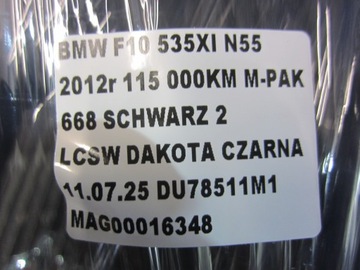 BMW F10 535XI N55
2012r 115 000KM M-PAK
668 SCHWARZ 2
LCSW DAKOTA CZARNA
11.07.25 DU78511M1
MAG00016348